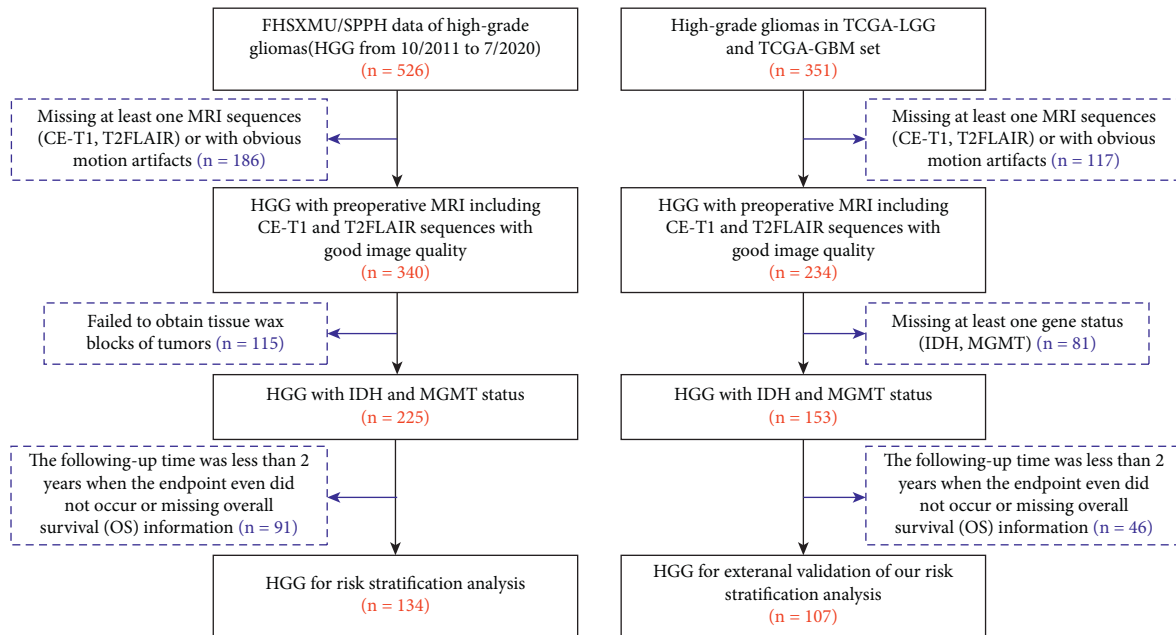 FHSXMU/SPPH data of high-grade
gliomas(HGG from 10/2011 to 7/2020)
(n = 526)
Missing at least one MRI sequences
(CE-T1, T2FLAIR) or with obvious
motion artifacts (n = 186)
HGG with preoperative MRI including
CE-T1 and T2FLAIR sequences with
good image quality
(n = 340)
Failed to obtain tissue wax
blocks of tumors (n = 115)
HGG with IDH and MGMT status
(n = 225)
The following-up time was less than 2
years when the endpoint even did
not occur or missing overall
survival (OS) information (n = 91)
HGG for risk stratification analysis
(n = 134)
High-grade gliomas in TCGA-LGG
and TCGA-GBM set
(n = 351)
Missing at least one MRI sequences
(CE-T1, T2FLAIR) or with obvious
motion artifacts (n = 117)
HGG with preoperative MRI including
CE-T1 and T2FLAIR sequences with
good image quality
(n = 234)
Missing at least one gene status
(IDH, MGMT) (n = 81)
HGG with IDH and MGMT status
(n = 153)
The following-up time was less than 2
years when the endpoint even did
not occur or missing overall
survival (OS) information (n = 46)
HGG for exteranal validation of our risk
stratification analysis
(n = 107)